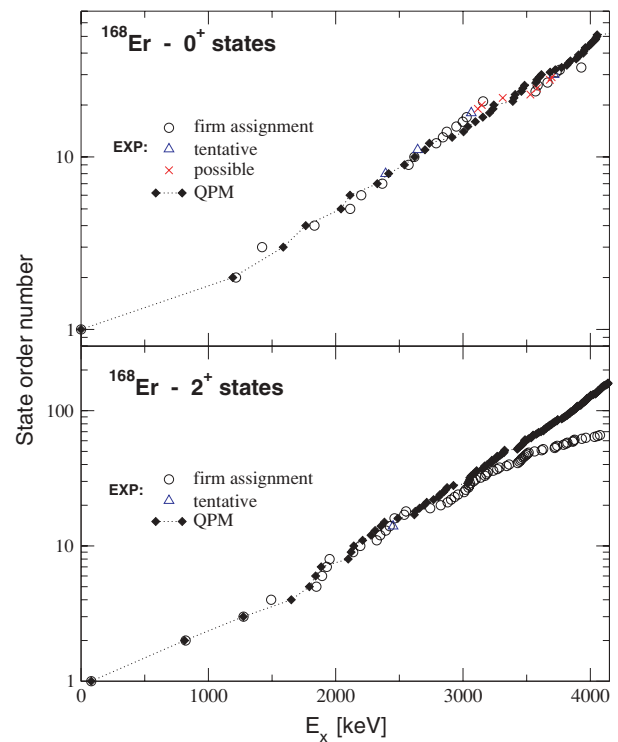 ¹⁶⁸Er - 0⁺ states
EXP:
firm assignment
tentative
possible
QPM
10
1
State order number
¹⁶⁸Er - 2⁺ states
EXP:
firm assignment
tentative
QPM
100
10
1
0 1000 2000 3000 4000
Eₓ [keV]